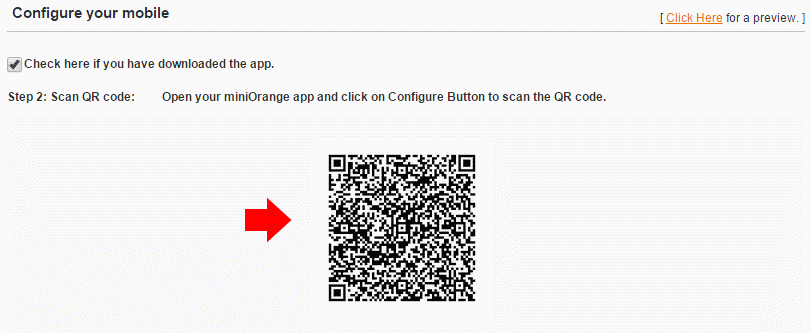 Configure your mobile
[ Click Here for a preview. ]
Check here if you have downloaded the app.
Step 2: Scan QR code: Open your miniOrange app and click on Configure Button to scan the QR code.